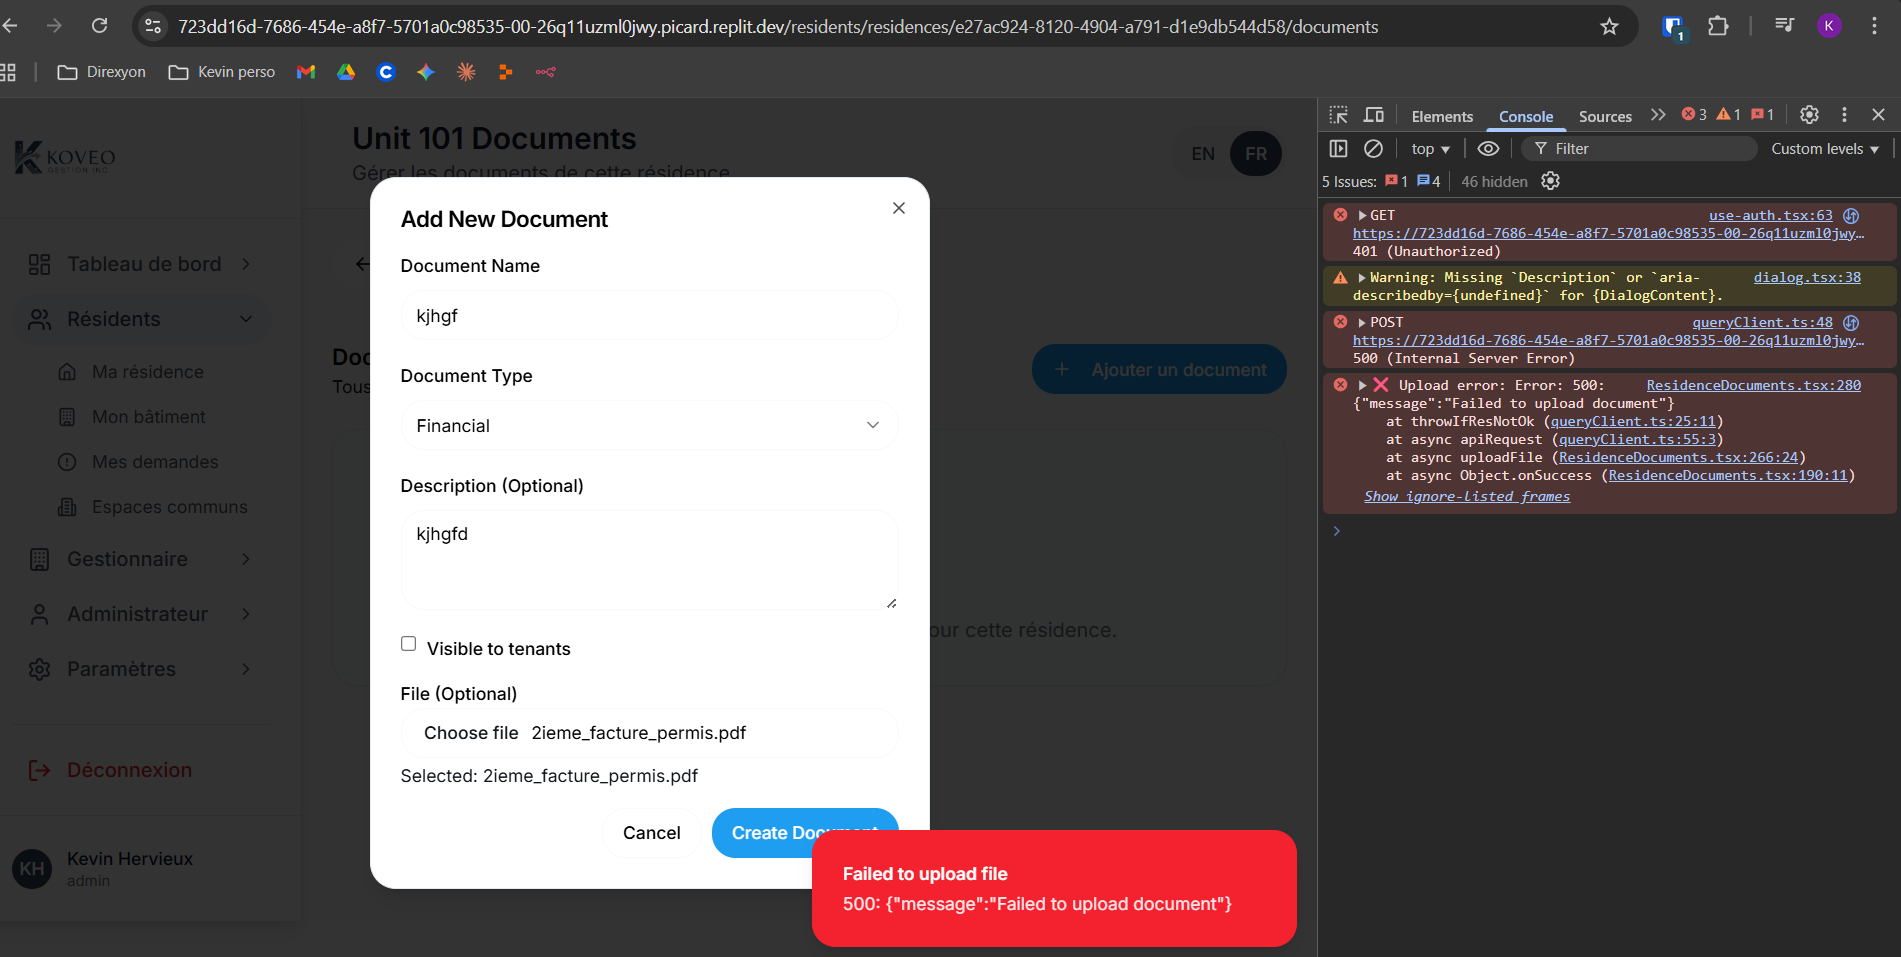 723dd16d-7686-454e-a8f7-5701a0c98535-00-26q11uzml0jwy.picard.replit.dev/residents/residences/e27ac924-8120-4904-a791-d1e9db544d58/documents
1
K
Direxyon
Kevin perso
KOVEO
GESTION INC
Tableau de bord
Résidents
Ma résidence
Mon bâtiment
Mes demandes
Espaces communs
Gestionnaire
Administrateur
Paramètres
Déconnexion
KH
Kevin Hervieux
admin
Unit 101 Documents
Gérer les documents de cette résidence
EN
FR
Doc
Tous
Ajouter un document
our cette résidence.
Add New Document
Document Name
kjhgf
Document Type
Financial
Description (Optional)
kjhgfd
Visible to tenants
File (Optional)
Choose file 2ieme_facture_permis.pdf
Selected: 2ieme_facture_permis.pdf
Cancel
Create Document
Failed to upload file
500: {"message":"Failed to upload document"}
Elements
Console
Sources
3
1
1
top
Filter
Custom levels
5 Issues: 1 4
46 hidden
GET use-auth.tsx:63
https://723dd16d-7686-454e-a8f7-5701a0c98535-00-26q11uzml0jwy…
401 (Unauthorized)
Warning: Missing `Description` or `aria- dialog.tsx:38
describedby={undefined}` for {DialogContent}.
POST queryClient.ts:48
https://723dd16d-7686-454e-a8f7-5701a0c98535-00-26q11uzml0jwy…
500 (Internal Server Error)
❌ Upload error: Error: 500: ResidenceDocuments.tsx:280
{"message":"Failed to upload document"}
at throwIfResNotOk (queryClient.ts:25:11)
at async apiRequest (queryClient.ts:55:3)
at async uploadFile (ResidenceDocuments.tsx:266:24)
at async Object.onSuccess (ResidenceDocuments.tsx:190:11)
Show ignore-listed frames